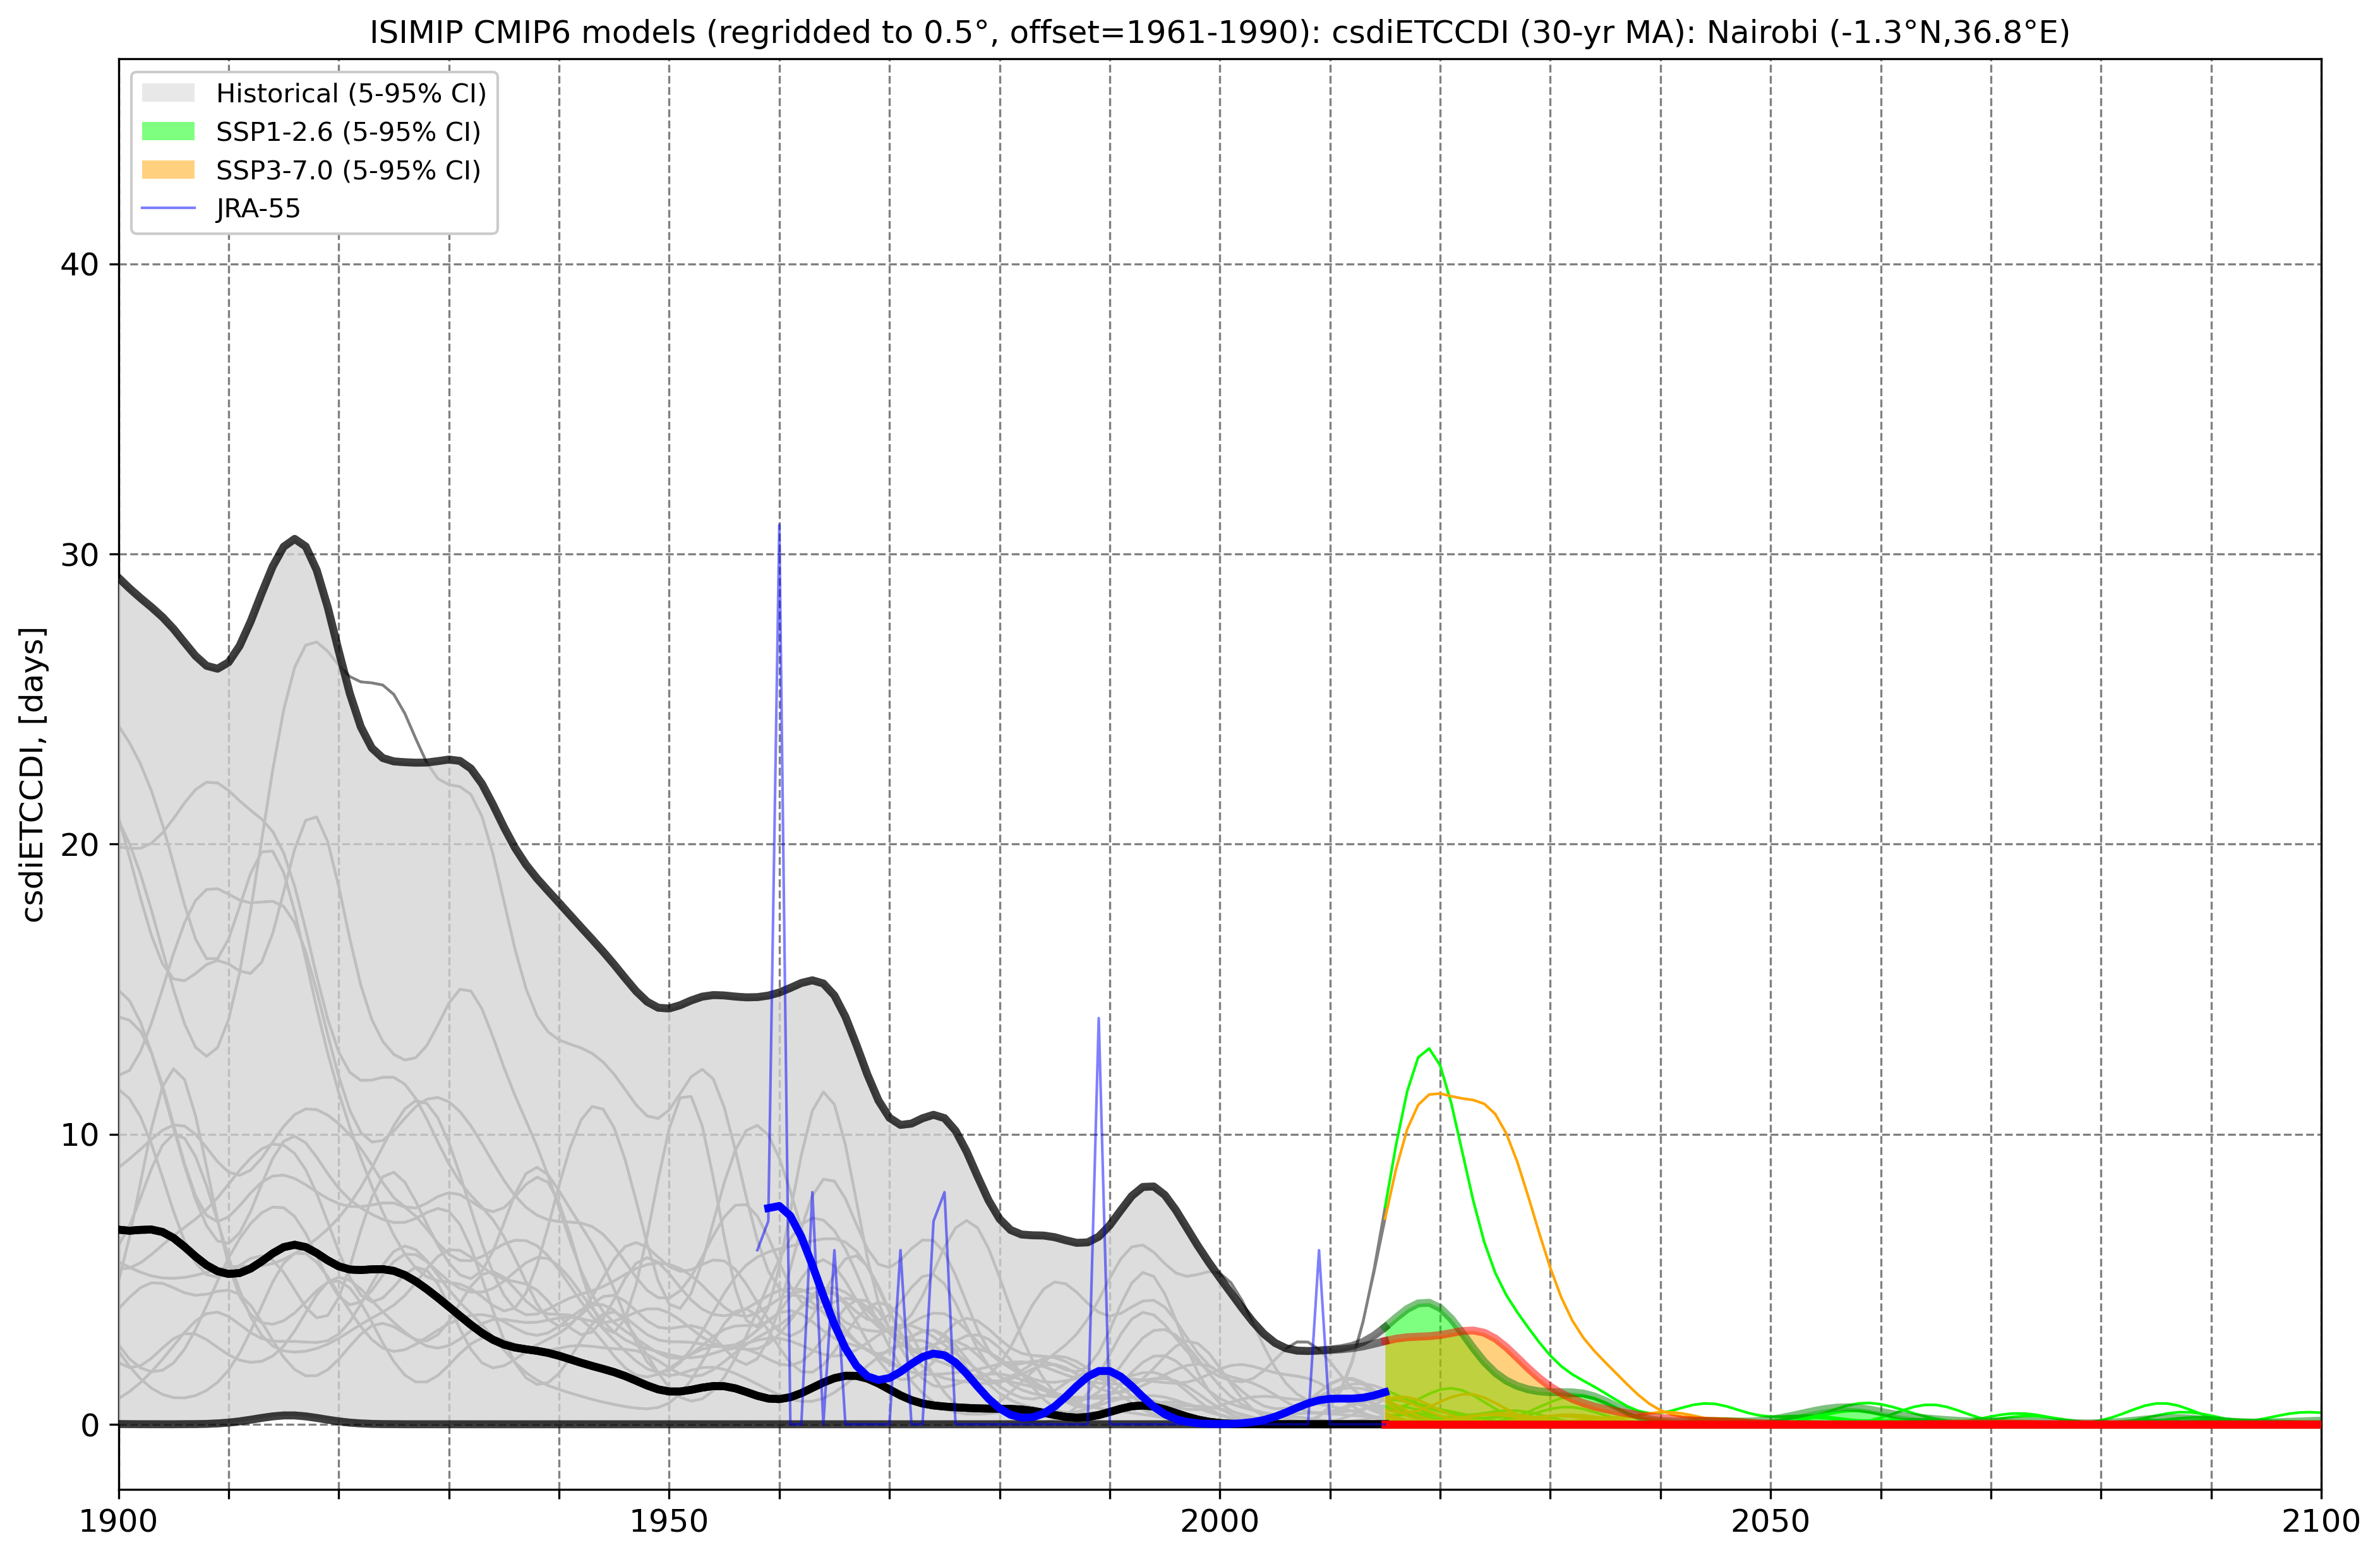 ISIMIP CMIP6 models (regridded to 0.5°, offset=1961-1990): csdiETCCDI (30-yr MA): Nairobi (-1.3°N,36.8°E)
Historical (5-95% CI)
SSP1-2.6 (5-95% CI)
SSP3-7.0 (5-95% CI)
JRA-55
csdiETCCDI, [days]
40
30
20
10
0
1900
1950
2000
2050
2100